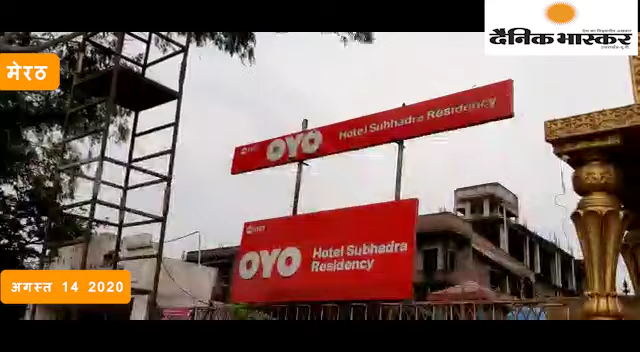 दैनिक भास्कर
मेरठ
OYO Hotel Subhadra Residency
OYO
Hotel Subhadra
Residency
अगस्त 14 2020